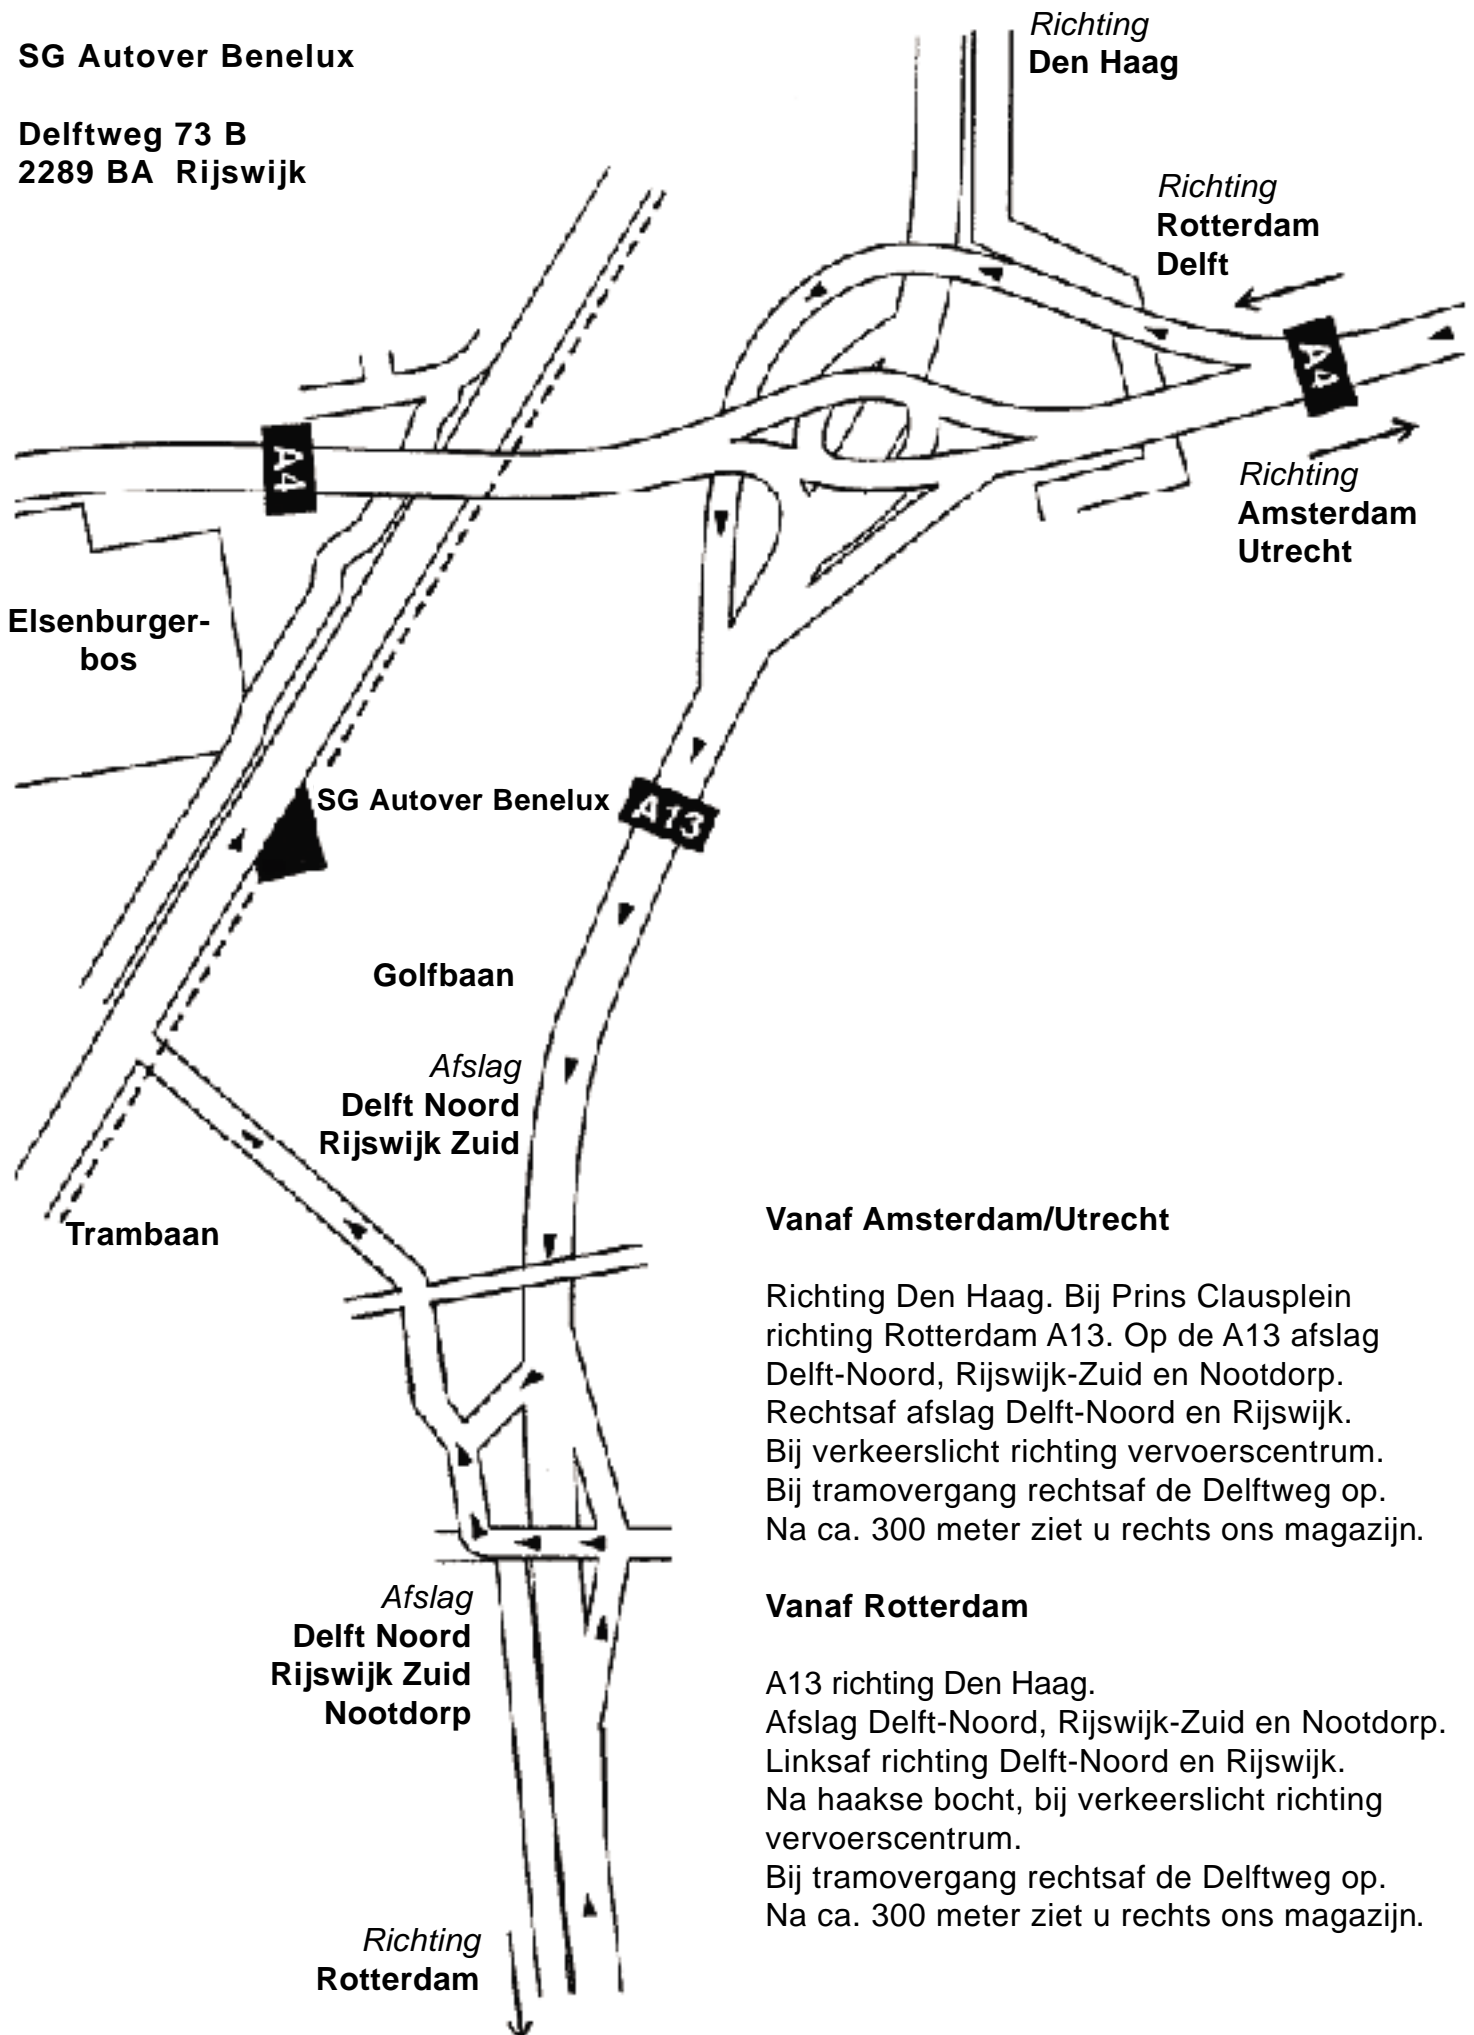 SG Autover Benelux
Delftweg 73 B
2289 BA Rijswijk
Richting
Den Haag
Richting
Rotterdam
Delft
A4
A4
Richting
Amsterdam
Utrecht
Elsenburger-
bos
SG Autover Benelux
A13
Golfbaan
Afslag
Delft Noord
Rijswijk Zuid
Trambaan
Afslag
Delft Noord
Rijswijk Zuid
Nootdorp
Richting
Rotterdam
Vanaf Amsterdam/Utrecht
Richting Den Haag. Bij Prins Clausplein
richting Rotterdam A13. Op de A13 afslag
Delft-Noord, Rijswijk-Zuid en Nootdorp.
Rechtsaf afslag Delft-Noord en Rijswijk.
Bij verkeerslicht richting vervoerscentrum.
Bij tramovergang rechtsaf de Delftweg op.
Na ca. 300 meter ziet u rechts ons magazijn.
Vanaf Rotterdam
A13 richting Den Haag.
Afslag Delft-Noord, Rijswijk-Zuid en Nootdorp.
Linksaf richting Delft-Noord en Rijswijk.
Na haakse bocht, bij verkeerslicht richting
vervoerscentrum.
Bij tramovergang rechtsaf de Delftweg op.
Na ca. 300 meter ziet u rechts ons magazijn.